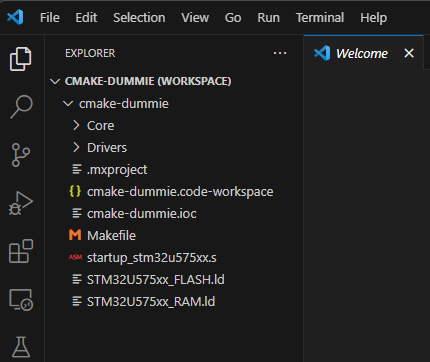 File Edit Selection View Go Run Terminal Help
EXPLORER ...
Welcome
CMAKE-DUMMIE (WORKSPACE)
cmake-dummie
Core
Drivers
.mxproject
{} cmake-dummie.code-workspace
cmake-dummie.ioc
M Makefile
ASM startup_stm32u575xx.s
STM32U575xx_FLASH.ld
STM32U575xx_RAM.ld